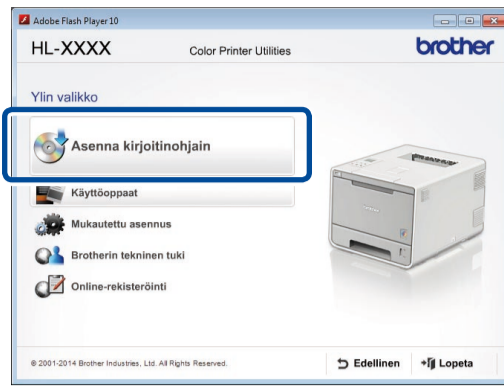 Adobe Flash Player 10
HL-XXXX
Color Printer Utilities
brother
Ylin valikko
Asenna kirjoitinohjain
Käyttöoppaat
Mukautettu asennus
Brotherin tekninen tuki
Online-rekisteröinti
© 2001-2014 Brother Industries, Ltd. All Rights Reserved.
Edellinen
Lopeta